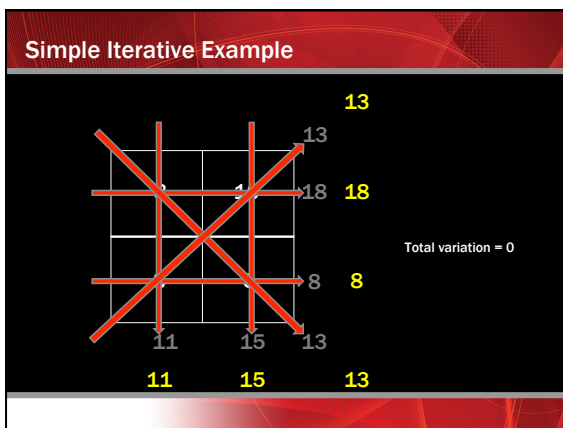 Simple Iterative Example
13
13
18 18
Total variation = 0
8 8
11 15 13
11 15 13